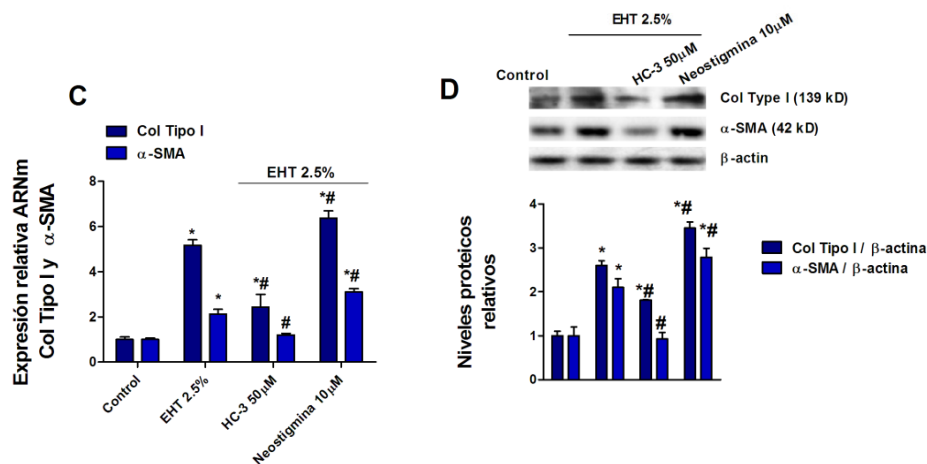 C
Col Tipo I
α-SMA
EHT 2.5%
Expresión relativa ARNm
Col Tipo I y α-SMA
8
6
4
2
0
*
*
*#
#
*#
*#
Control
EHT 2.5%
HC-3 50μM
Neostigmina 10μM
D
EHT 2.5%
Control
HC-3 50μM
Neostigmina 10μM
Col Type I (139 kD)
α-SMA (42 kD)
β-actin
Niveles proteicos
relativos
4
3
2
1
0
*
*
*#
#
*#
*#
Col Tipo I / β-actina
α-SMA / β-actina